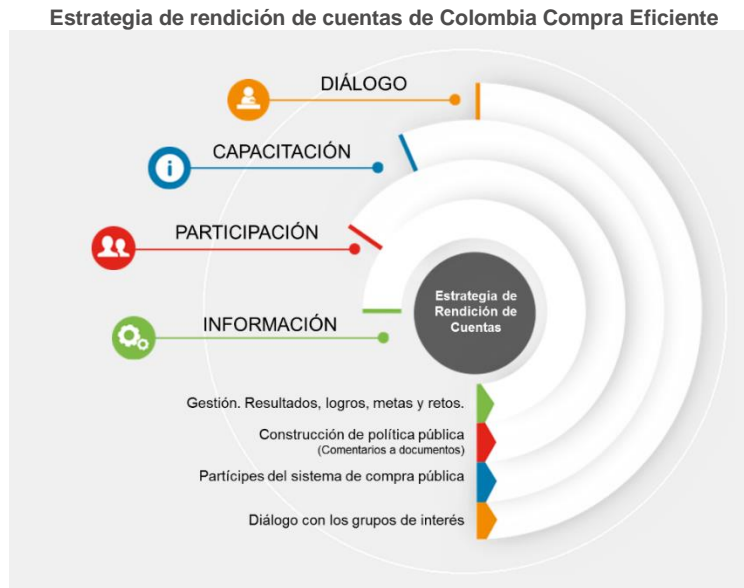 Estrategia de rendición de cuentas de Colombia Compra Eficiente
DIÁLOGO
CAPACITACIÓN
PARTICIPACIÓN
INFORMACIÓN
Estrategia de
Rendición de
Cuentas
Gestión. Resultados, logros, metas y retos.
Construcción de política pública
(Comentarios a documentos)
Partícipes del sistema de compra pública
Diálogo con los grupos de interés